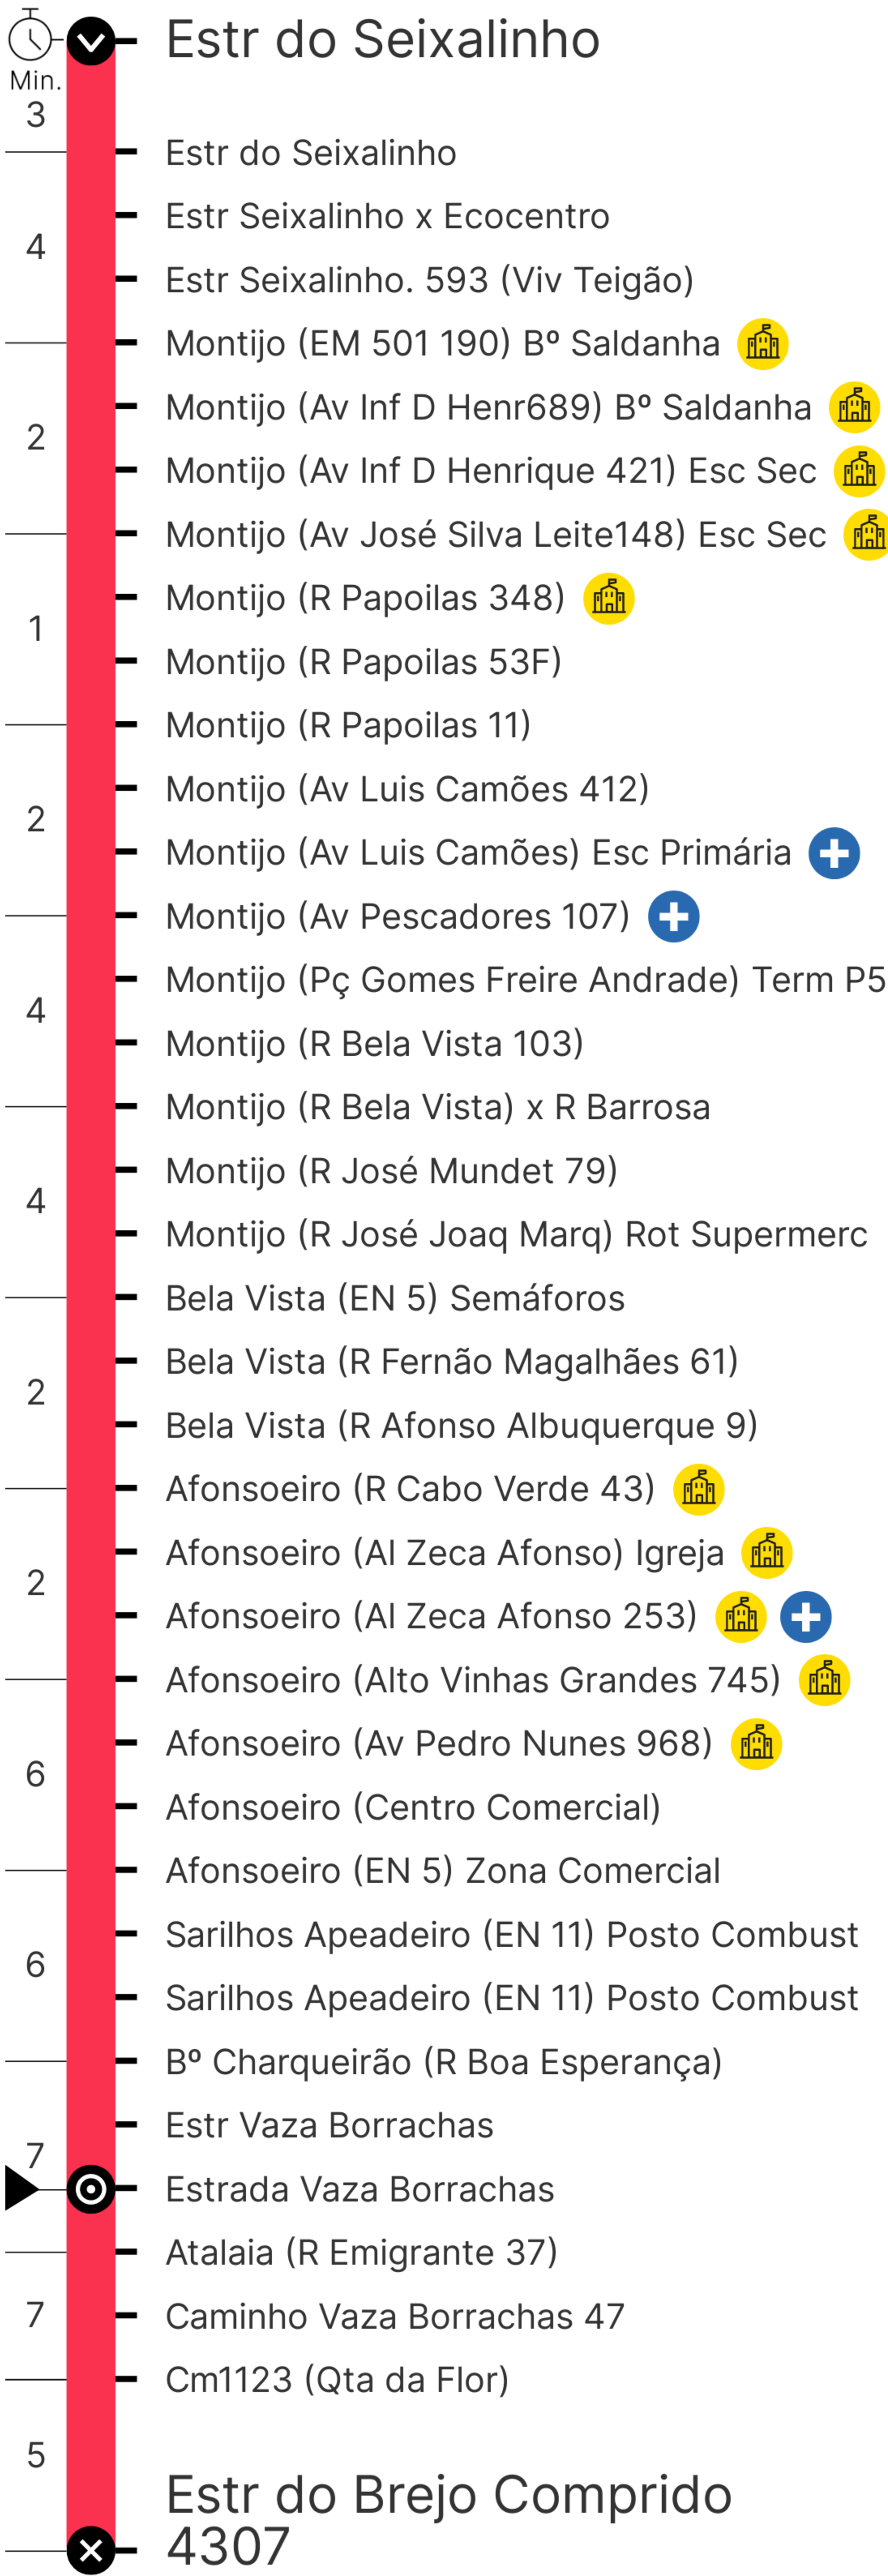 Estr do Seixalinho
Min.
3
Estr do Seixalinho
Estr Seixalinho x Ecocentro
4
Estr Seixalinho. 593 (Viv Teigão)
Montijo (EM 501 190) Bº Saldanha
Montijo (Av Inf D Henr689) Bº Saldanha
2
Montijo (Av Inf D Henrique 421) Esc Sec
Montijo (Av José Silva Leite148) Esc Sec
Montijo (R Papoilas 348)
1
Montijo (R Papoilas 53F)
Montijo (R Papoilas 11)
Montijo (Av Luis Camões 412)
2
Montijo (Av Luis Camões) Esc Primária
Montijo (Av Pescadores 107)
Montijo (Pç Gomes Freire Andrade) Term P5
4
Montijo (R Bela Vista 103)
Montijo (R Bela Vista) x R Barrosa
Montijo (R José Mundet 79)
4
Montijo (R José Joaq Marq) Rot Supermerc
Bela Vista (EN 5) Semáforos
Bela Vista (R Fernão Magalhães 61)
2
Bela Vista (R Afonso Albuquerque 9)
Afonsoeiro (R Cabo Verde 43)
Afonsoeiro (Al Zeca Afonso) Igreja
2
Afonsoeiro (Al Zeca Afonso 253)
Afonsoeiro (Alto Vinhas Grandes 745)
Afonsoeiro (Av Pedro Nunes 968)
6
Afonsoeiro (Centro Comercial)
Afonsoeiro (EN 5) Zona Comercial
Sarilhos Apeadeiro (EN 11) Posto Combust
6
Sarilhos Apeadeiro (EN 11) Posto Combust
Bº Charqueirão (R Boa Esperança)
Estr Vaza Borrachas
7
Estrada Vaza Borrachas
Atalaia (R Emigrante 37)
7
Caminho Vaza Borrachas 47
Cm1123 (Qta da Flor)
5
Estr do Brejo Comprido
4307